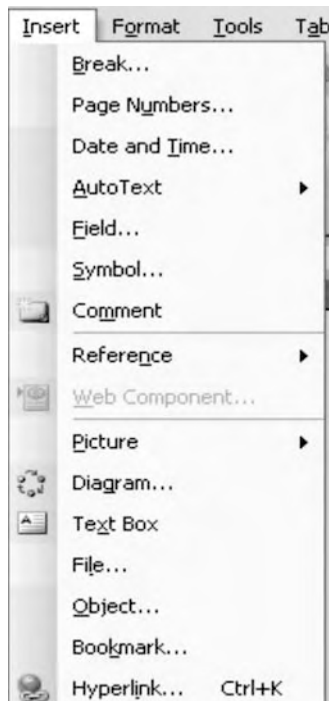 Insert Format Tools Tab
Break...
Page Numbers...
Date and Time...
AutoText
Field...
Symbol...
Comment
Reference
Web Component...
Picture
Diagram...
Text Box
File...
Object...
Bookmark...
Hyperlink... Ctrl+K